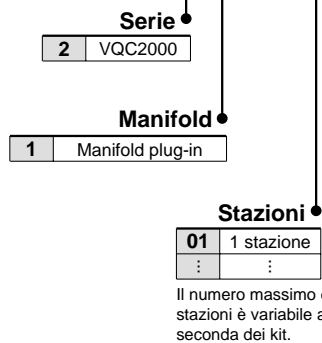 Serie
2 VQC2000
Manifold
1 Manifold plug-in
Stazioni
01 1 stazione
⋮ ⋮
Il numero massimo
stazioni è variabile a
seconda dei kit.